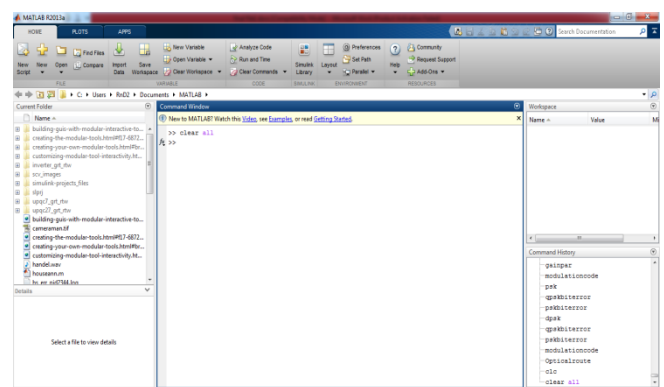 MATLAB R2013a
HOME PLOTS APPS
Search Documentation
New Script
New
Open
Find Files
Compare
Import Data
Save Workspace
New Variable
Open Variable
Clear Workspace
Analyze Code
Run and Time
Clear Commands
Simulink Library
Layout
Preferences
Set Path
Parallel
Help
Community
Request Support
Add-Ons
FILE VARIABLE CODE SIMULINK ENVIRONMENT RESOURCES
C: Users RnD2 Documents MATLAB
Current Folder
Name
building-guis-with-modular-interactive-to...
creating-the-modular-tools.html#f17-6872...
creating-your-own-modular-tools.html#br...
customizing-modular-tool-interactivity.ht...
inverter_grt_rtw
scv_images
simulink-projects_files
slprj
upqc7_grt_rtw
upqc27_grt_rtw
building-guis-with-modular-interactive-to...
cameraman.tif
creating-the-modular-tools.html#f17-6872...
creating-your-own-modular-tools.html#br...
customizing-modular-tool-interactivity.ht...
handel.wav
houseann.m
Details
Select a file to view details
Command Window
New to MATLAB? Watch this Video, see Examples, or read Getting Started.
>> clear all
fx >>
Workspace
Name Value Mi
Command History
gainpar
modulationcode
psk
qpskbiterror
pskbiterror
dpsk
qpskbiterror
pskbiterror
modulationcode
Opticalroute
clc
clear all